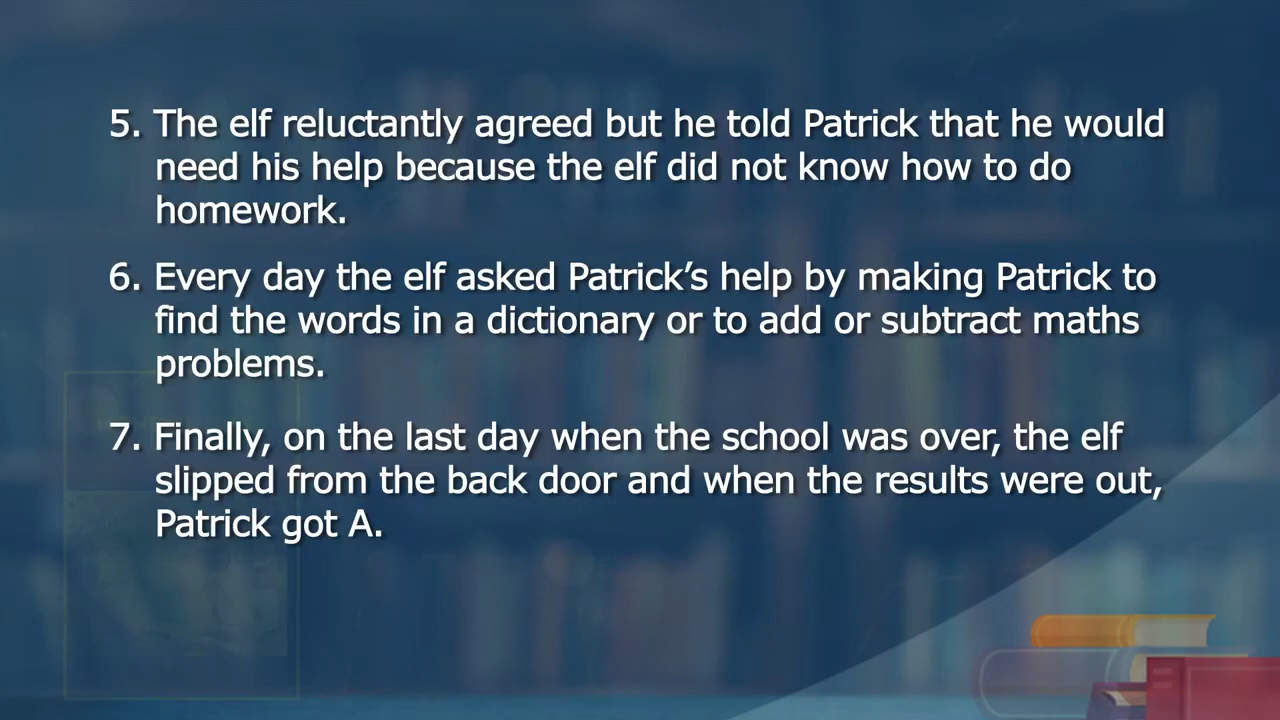 5. The elf reluctantly agreed but he told Patrick that he would
need his help because the elf did not know how to do
homework.
6. Every day the elf asked Patrick’s help by making Patrick to
find the words in a dictionary or to add or subtract maths
problems.
7. Finally, on the last day when the school was over, the elf
slipped from the back door and when the results were out,
Patrick got A.